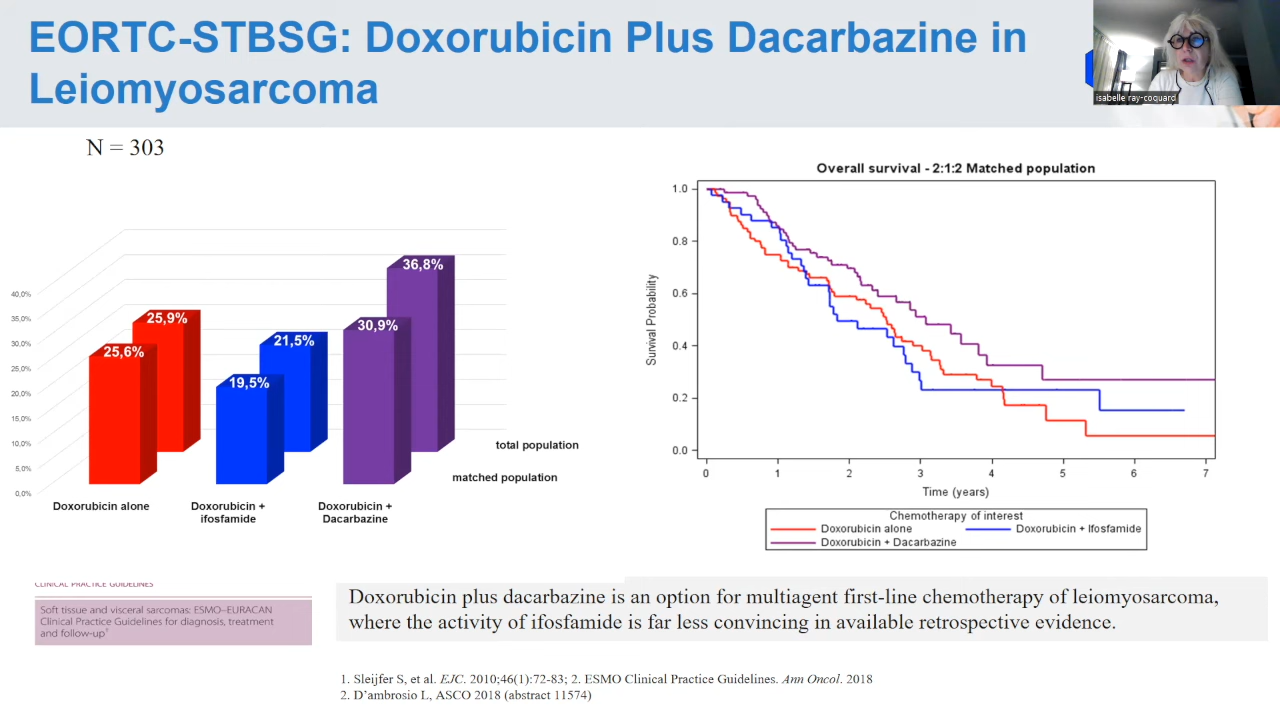 EORTC-STBSG: Doxorubicin Plus Dacarbazine in
Leiomyosarcoma
isabelle ray-coquard
N = 303
40,0%
35,0%
30,0%
25,0%
20,0%
15,0%
10,0%
5,0%
0,0%
25,6%
25,9%
19,5%
21,5%
30,9%
36,8%
total population
matched population
Doxorubicin alone
Doxorubicin +
ifosfamide
Doxorubicin +
Dacarbazine
Overall survival - 2:1:2 Matched population
Survival Probability
1.0
0.8
0.6
0.4
0.2
0.0
0 1 2 3 4 5 6 7
Time (years)
Chemotherapy of interest
Doxorubicin alone
Doxorubicin + Ifosfamide
Doxorubicin + Dacarbazine
CLINICAL PRACTICE GUIDELINES
Soft tissue and visceral sarcomas: ESMO–EURACAN
Clinical Practice Guidelines for diagnosis, treatment
and follow-up†
Doxorubicin plus dacarbazine is an option for multiagent first-line chemotherapy of leiomyosarcoma,
where the activity of ifosfamide is far less convincing in available retrospective evidence.
1. Sleijfer S, et al. EJC. 2010;46(1):72-83; 2. ESMO Clinical Practice Guidelines. Ann Oncol. 2018
2. D'ambrosio L, ASCO 2018 (abstract 11574)